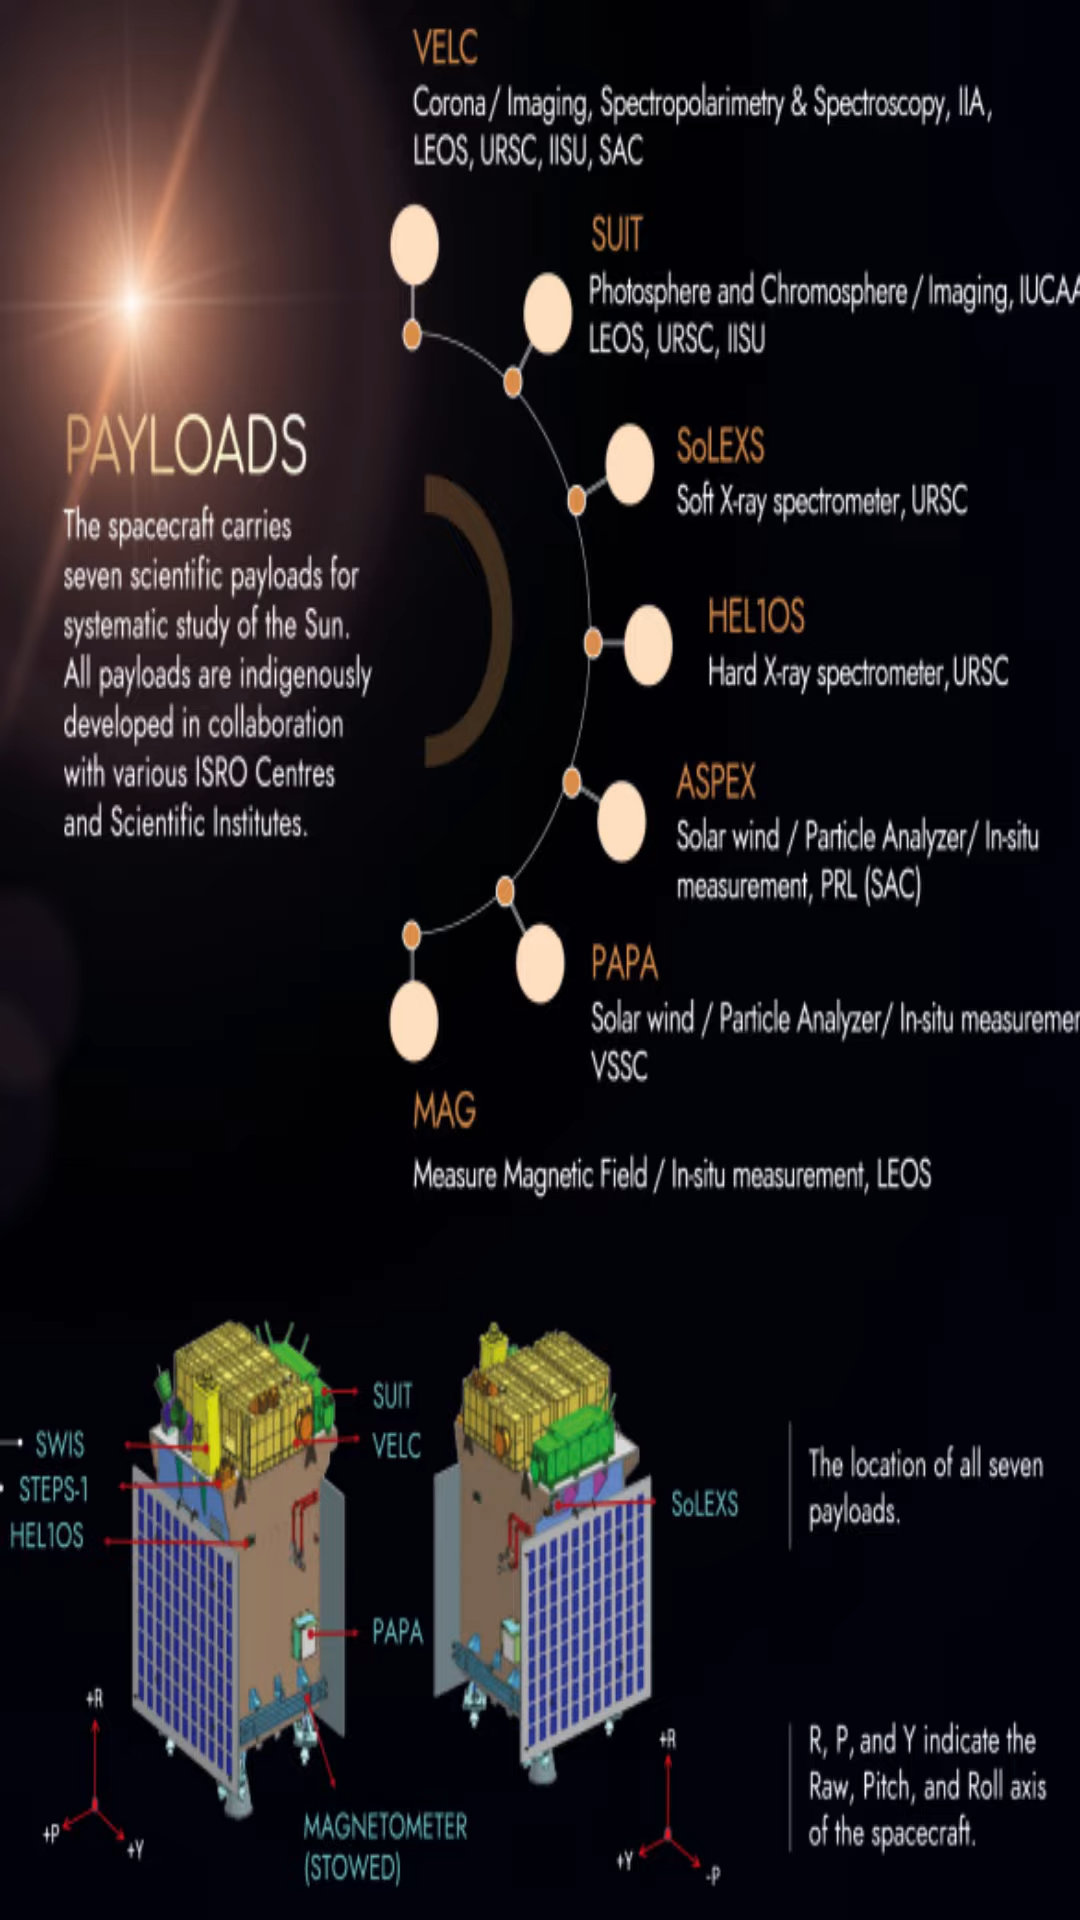 VELC
Corona / Imaging, Spectropolarimetry & Spectroscopy, IIA,
LEOS, URSC, IISU, SAC
SUIT
Photosphere and Chromosphere / Imaging, IUCAA
LEOS, URSC, IISU
PAYLOADS
The spacecraft carries
seven scientific payloads for
systematic study of the Sun.
All payloads are indigenously
developed in collaboration
with various ISRO Centres
and Scientific Institutes.
SoLEXS
Soft X-ray spectrometer, URSC
HEL1OS
Hard X-ray spectrometer, URSC
ASPEX
Solar wind / Particle Analyzer/ In-situ
measurement, PRL (SAC)
PAPA
Solar wind / Particle Analyzer/ In-situ
VSSC
MAG
Measure Magnetic Field / In-situ measurement, LEOS
SUIT
VELC
SWIS
STEPS-1
HEL1OS
PAPA
MAGNETOMETER
(STOWED)
+R
+P
+Y
SoLEXS
+R
+Y
-P
The location of all seven
payloads.
R, P, and Y indicate the
Raw, Pitch, and Roll axis
of the spacecraft.